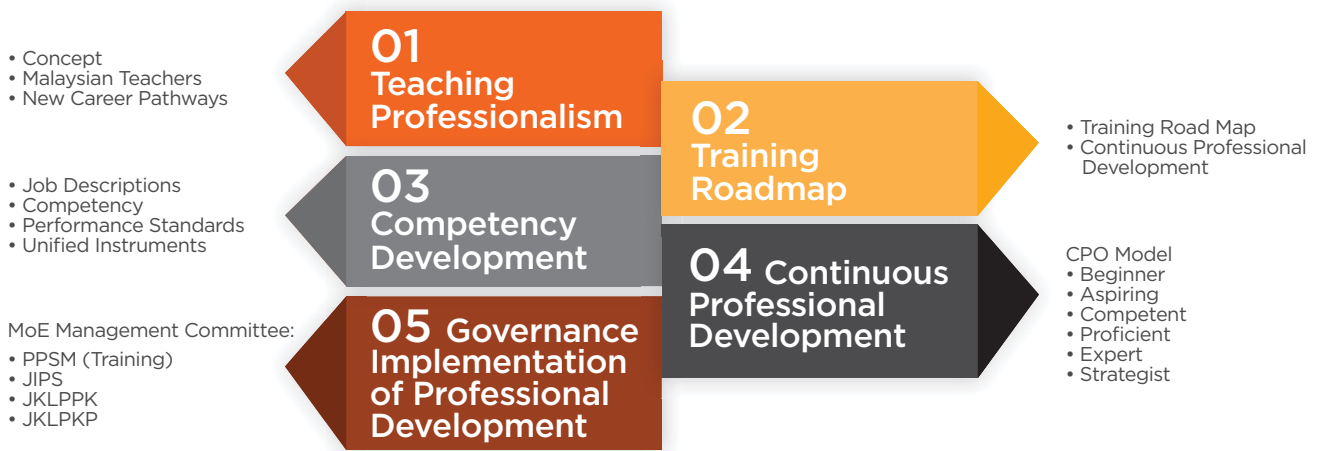 • Concept
• Malaysian Teachers
• New Career Pathways
01
Teaching
Professionalism
02
Training
Roadmap
• Training Road Map
• Continuous Professional
Development
• Job Descriptions
• Competency
• Performance Standards
• Unified Instruments
03
Competency
Development
04 Continuous
Professional
Development
CPO Model
• Beginner
• Aspiring
• Competent
• Proficient
• Expert
• Strategist
MoE Management Committee:
• PPSM (Training)
• JIPS
• JKLPPK
• JKLPKP
05 Governance
Implementation
of Professional
Development